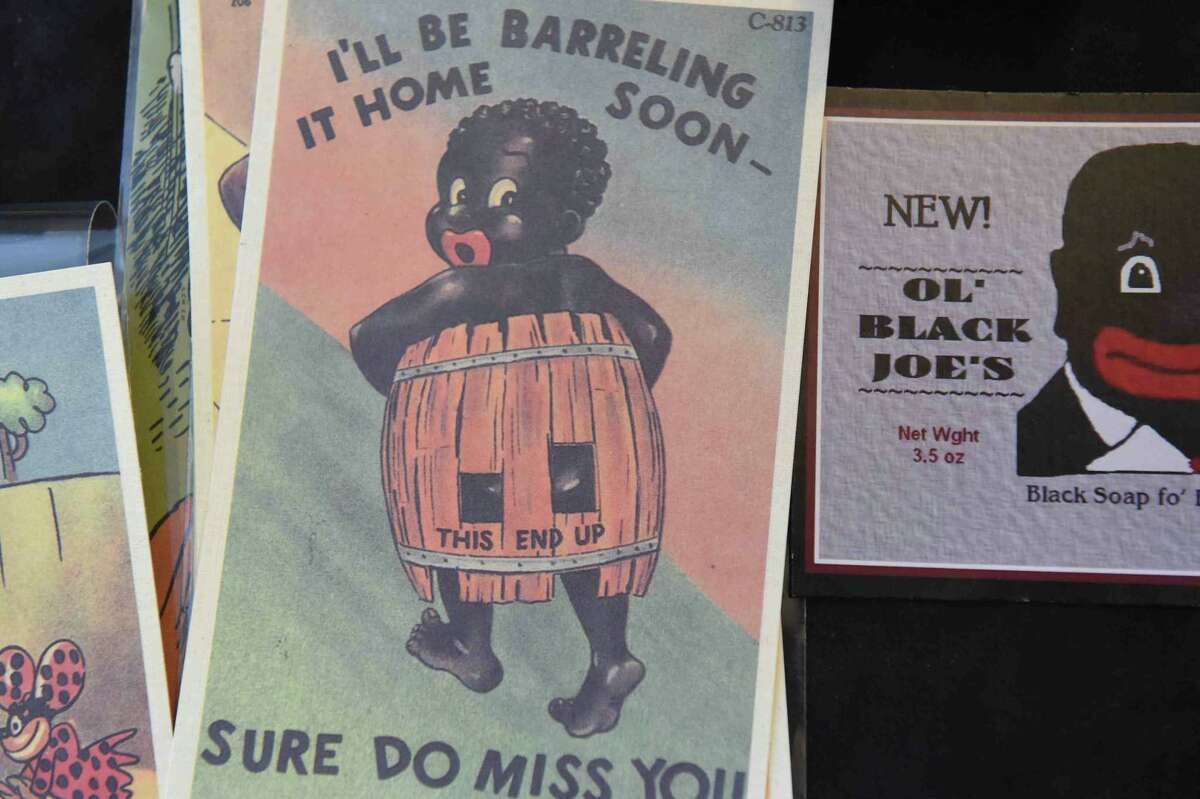 206
C-813
I'LL BE BARRELING
IT HOME SOON—
THIS END UP
SURE DO MISS YOU
NEW!
OL'
BLACK
JOE'S
Net Wght
3.5 oz
Black Soap fo'